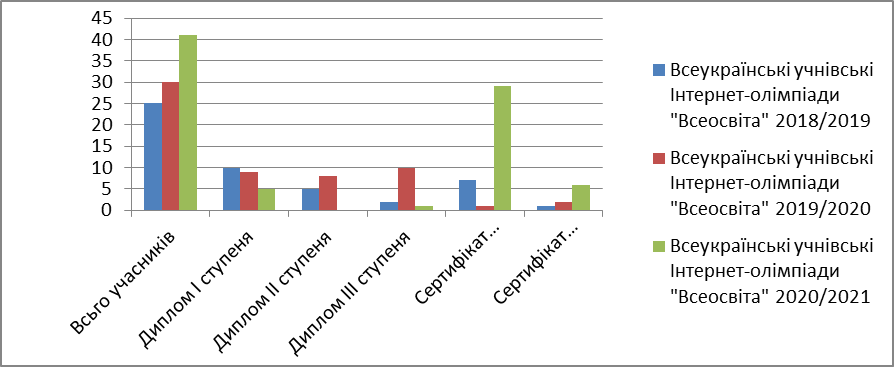 45
40
35
30
25
20
15
10
5
0
Всьго учасників
Диплом І ступеня
Диплом ІІ ступеня
Диплом ІІІ ступеня
Сертифікат...
Сертифікат...
Всеукраїнські учнівські
Інтернет-олімпіади
"Всеосвіта" 2018/2019
Всеукраїнські учнівські
Інтернет-олімпіади
"Всеосвіта" 2019/2020
Всеукраїнські учнівські
Інтернет-олімпіади
"Всеосвіта" 2020/2021